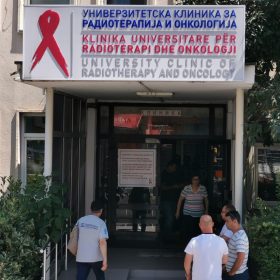 УНИВЕРЗИТЕТСКА КЛИНИКА ЗА
РАДИОТЕРАПИЈА И ОНКОЛОГИЈА
KLINIKA UNIVERSITARE PËR
RADIOTERAPI DHE ONKOLOGJI
UNIVERSITY CLINIC OF
RADIOTHERAPY AND ONCOLOGY